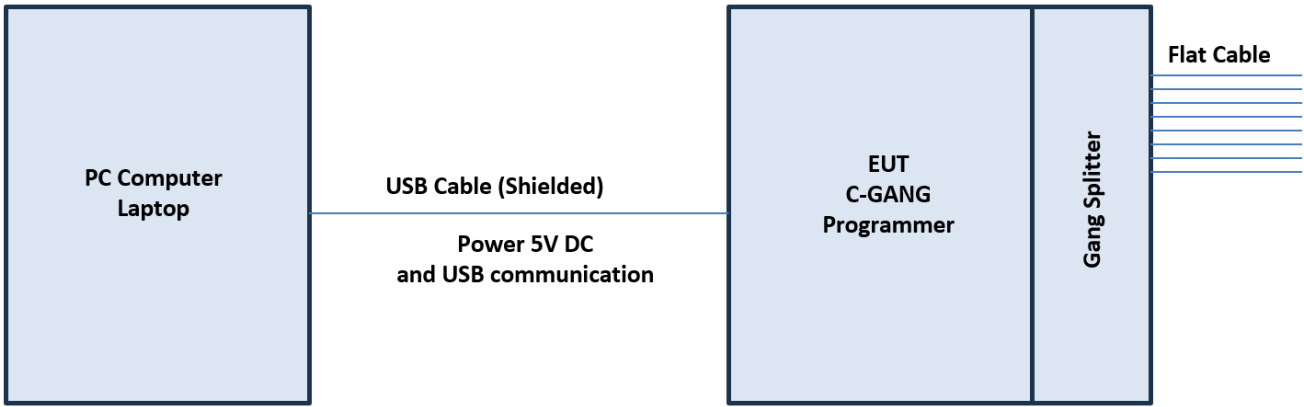 PC Computer
Laptop
USB Cable (Shielded)
Power 5V DC
and USB communication
EUT
C-GANG
Programmer
Gang Splitter
Flat Cable